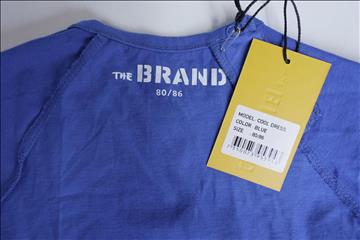 THE BRAND
80/86
MODEL: COOL DRESS
COLOR: BLUE
SIZE: 80/86